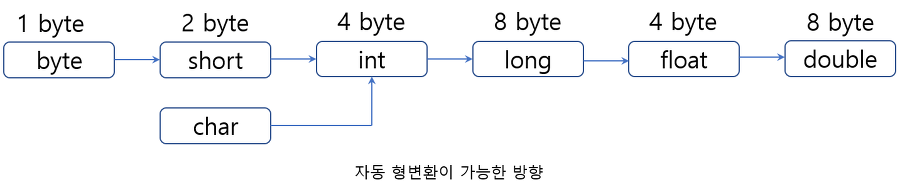 1 byte 2 byte 4 byte 8 byte 4 byte 8 byte
byte short int long float double
char
자동 형변환이 가능한 방향